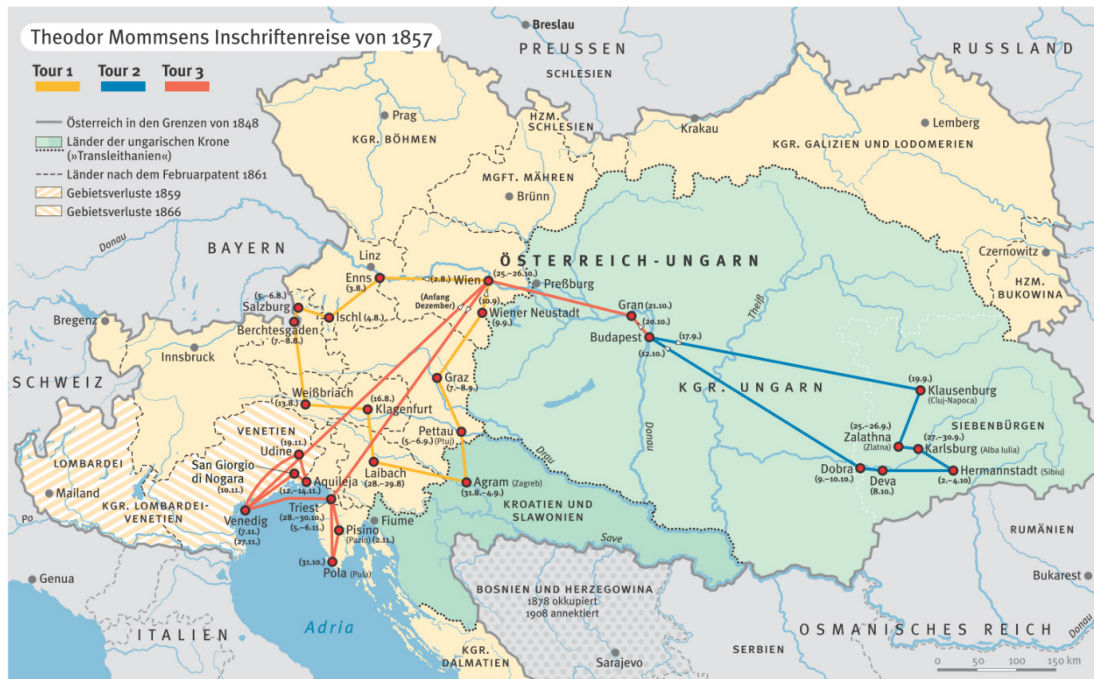 Theodor Mommsens Inschriftenreise von 1857
Tour 1
Tour 2
Tour 3
Österreich in den Grenzen von 1848
Länder der ungarischen Krone
(»Transleithanien«)
Länder nach dem Februarpatent 1861
Gebietsverluste 1859
Gebietsverluste 1866
Breslau
PREUSSEN
SCHLESIEN
RUSSLAND
Prag
KGR. BÖHMEN
HZM.
SCHLESIEN
Krakau
Lemberg
KGR. GALIZIEN UND LODOMERIEN
MGFT. MÄHREN
Brünn
Donau
BAYERN
Linz
Enns
(3.8.)
(2.8.)
Wien
(25.–26.10.)
ÖSTERREICH-UNGARN
Preßburg
Czernowitz
HZM.
BUKOWINA
(5.–6.8.)
Salzburg
Ischl (4.8.)
Berchtesgaden
(7.–8.8.)
(Anfang
Dezember)
(10.9.)
Wiener Neustadt
(9.9.)
Gran (21.10.)
(20.10.)
Budapest
(12.10.)
(17.9.)
Theiß
Bregenz
Innsbruck
SCHWEIZ
Graz
(7.–8.9.)
KGR. UNGARN
(19.9.)
Klausenburg
(Cluj-Napoca)
Weißbriach
(13.8.)
(16.8.)
Klagenfurt
Pettau
(5.–6.9.) (Ptuj)
Drau
Donau
(25.–26.9.)
Zalathna
(Zlatna)
SIEBENBÜRGEN
(27.–30.9.)
Karlsburg (Alba Iulia)
VENETIEN
(19.11.)
Udine
LOMBARDEI
San Giorgio
di Nogara
(10.11.)
Aquileja
(12.–14.11.)
Laibach
(28.–29.8)
Agram (Zagreb)
(31.8.–4.9.)
Dobra
(9.–10.10.)
Deva
(8.10.)
Hermannstadt (Sibiu)
(2.–4.10)
Mailand
KGR. LOMBARDEI-
VENETIEN
Po
Venedig
(7.11.)
(27.11.)
Triest
(28.–30.10.)
(5.–6.11.)
Fiume
Pisino
(Pazin) (2.11.)
KROATIEN UND
SLAWONIEN
Save
RUMÄNIEN
(31.10.)
Pola (Pula)
Genua
BOSNIEN UND HERZEGOWINA
1878 okkupiert
1908 annektiert
Bukarest
ITALIEN
Adria
OSMANISCHES REICH
Donau
KGR.
DALMATIEN
Sarajevo
SERBIEN
0 50 100 150 km